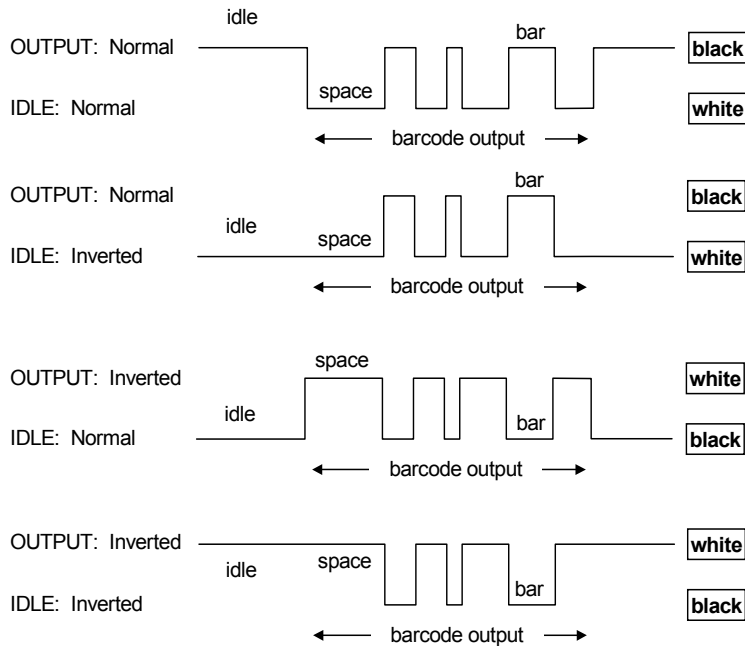 idle
OUTPUT: Normal bar black
space
IDLE: Normal white
barcode output
OUTPUT: Normal bar black
idle
space
IDLE: Inverted white
barcode output
space
OUTPUT: Inverted white
idle
bar
IDLE: Normal black
barcode output
OUTPUT: Inverted white
idle space
bar
IDLE: Inverted black
barcode output